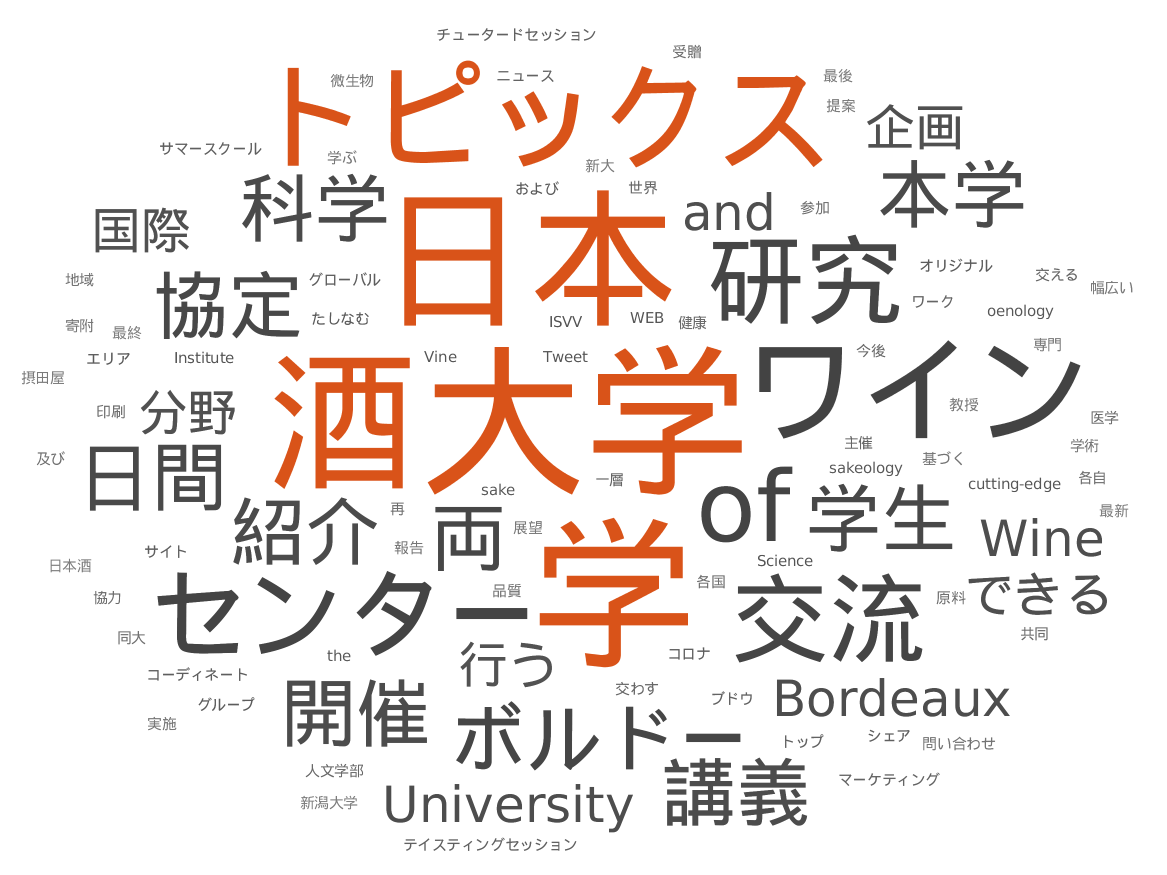 チュータードセッション
受贈
トピックス
微生物
ニュース
最後
提案
企画
サマースクール
学ぶ
新大
科学
および
世界
本学
国際
日本
and
参加
研究
地域
協定
グローバル
オリジナル
交える
幅広い
ワーク
oenology
寄附
最終
たしなむ
ISVV
WEB
健康
エリア
Institute
Vine
Tweet
ワイン
今後
専門
摂田屋
酒
大学
印刷
分野
教授
医学
及び
日間
主催
基づく
学術
sakeology
一層
cutting-edge
各自
sake
of
学生
紹介
再
両
展望
最新
Wine
日本酒
サイト
報告
学
Science
協力
センター
品質
各国
交流
原料
できる
同大
the
行う
コロナ
共同
コーディネート
グループ
開催
交わす
ブドウ
Bordeaux
実施
ボルドー
トップ
シェア
問い合わせ
人文学部
マーケティング
新潟大学
University
講義
テイスティングセッション